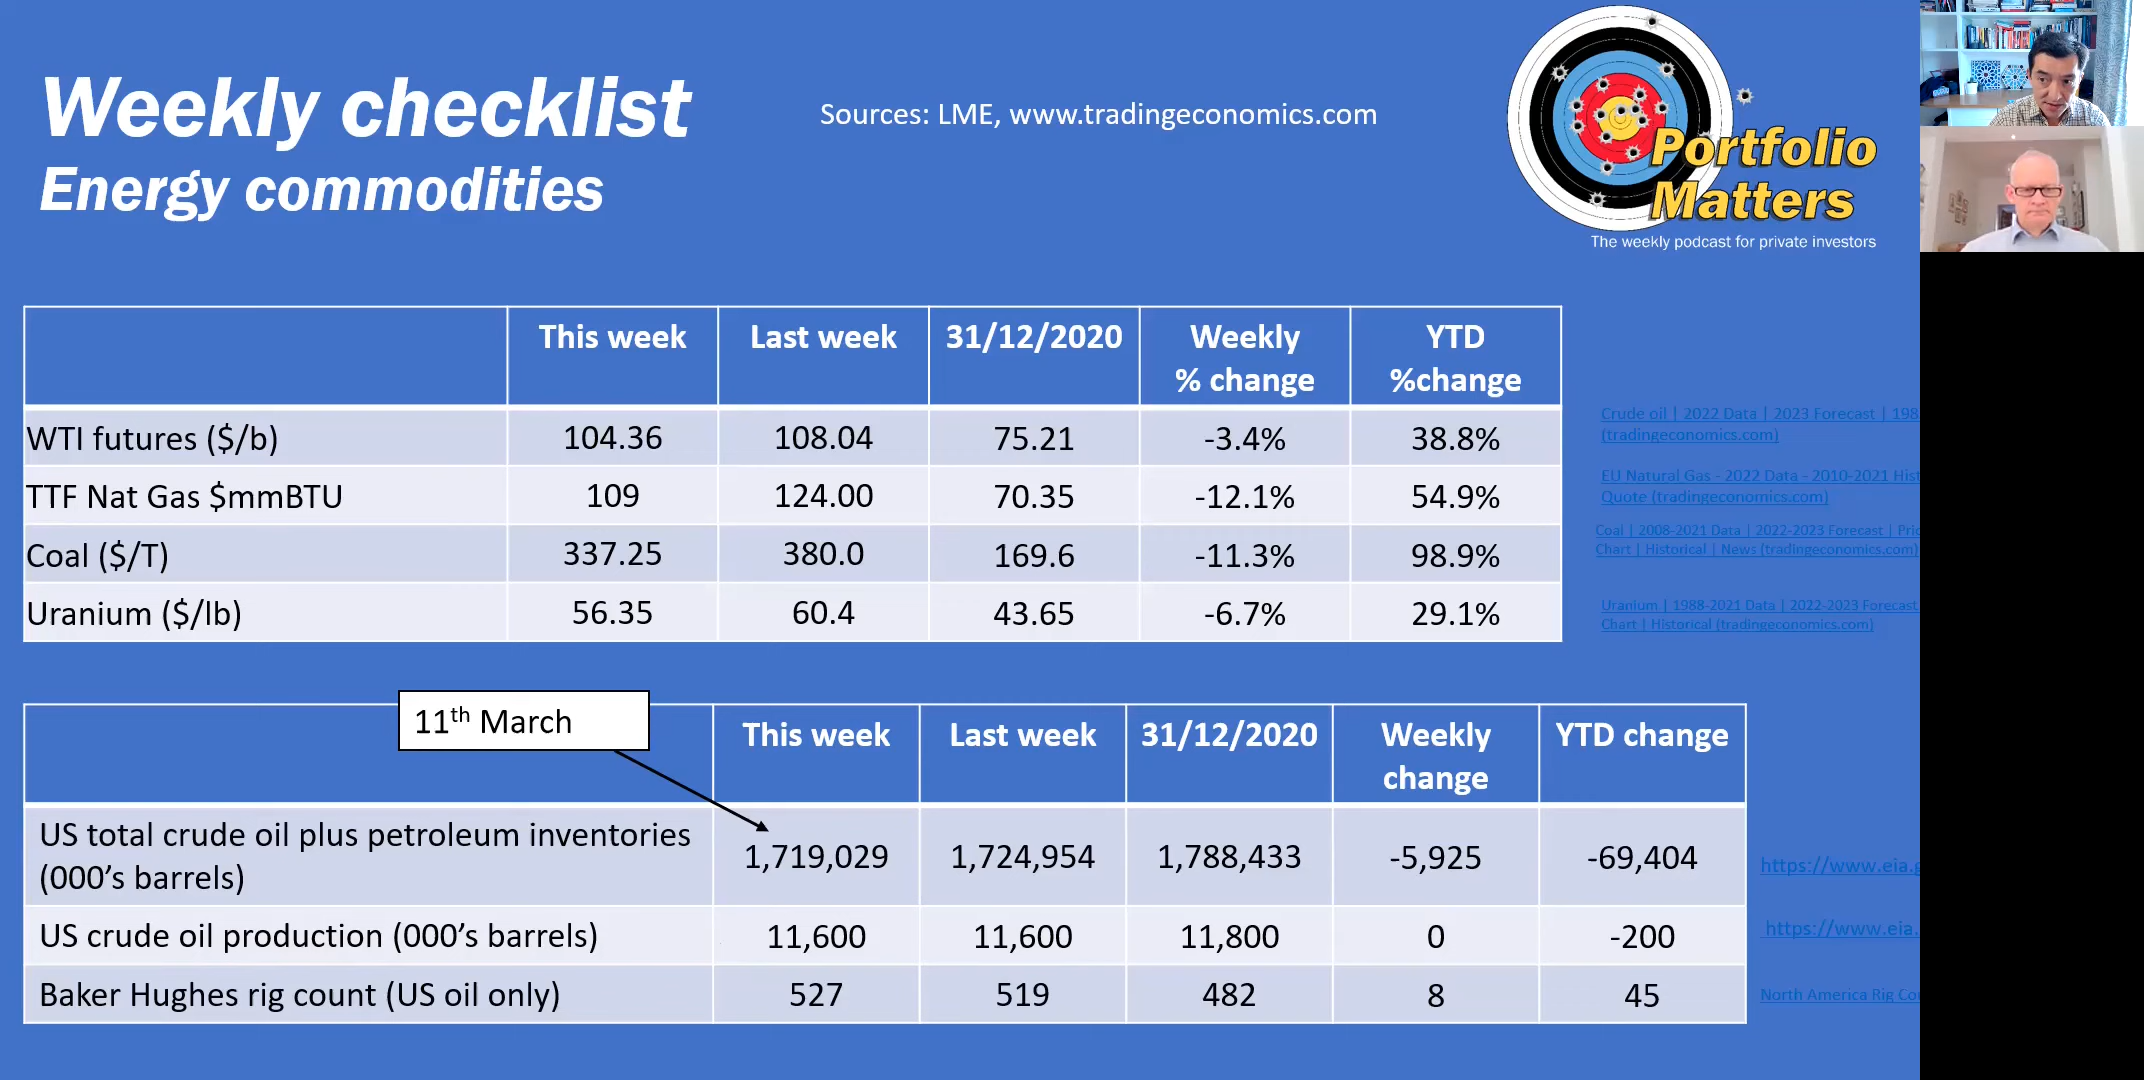 Weekly checklist
Energy commodities
Sources: LME, www.tradingeconomics.com
Portfolio
Matters
The weekly podcast for private investors
This week Last week 31/12/2020 Weekly YTD
% change %change
WTI futures ($/b) 104.36 108.04 75.21 -3.4% 38.8%
TTF Nat Gas $mmBTU 109 124.00 70.35 -12.1% 54.9%
Coal ($/T) 337.25 380.0 169.6 -11.3% 98.9%
Uranium ($/lb) 56.35 60.4 43.65 -6.7% 29.1%
Crude oil | 2022 Data | 2023 Forecast | 198
(tradingeconomics.com)
EU Natural Gas - 2022 Data - 2010-2021 Hist
Quote (tradingeconomics.com)
Coal | 2008-2021 Data | 2022-2023 Forecast | Pric
Chart | Historical | News (tradingeconomics.com)
Uranium | 1988-2021 Data | 2022-2023 Forecast
Chart | Historical (tradingeconomics.com)
11th March
This week Last week 31/12/2020 Weekly YTD change
change
US total crude oil plus petroleum inventories
(000’s barrels) 1,719,029 1,724,954 1,788,433 -5,925 -69,404
US crude oil production (000’s barrels) 11,600 11,600 11,800 0 -200
Baker Hughes rig count (US oil only) 527 519 482 8 45
https://www.eia.g
https://www.eia.
North America Rig Cou